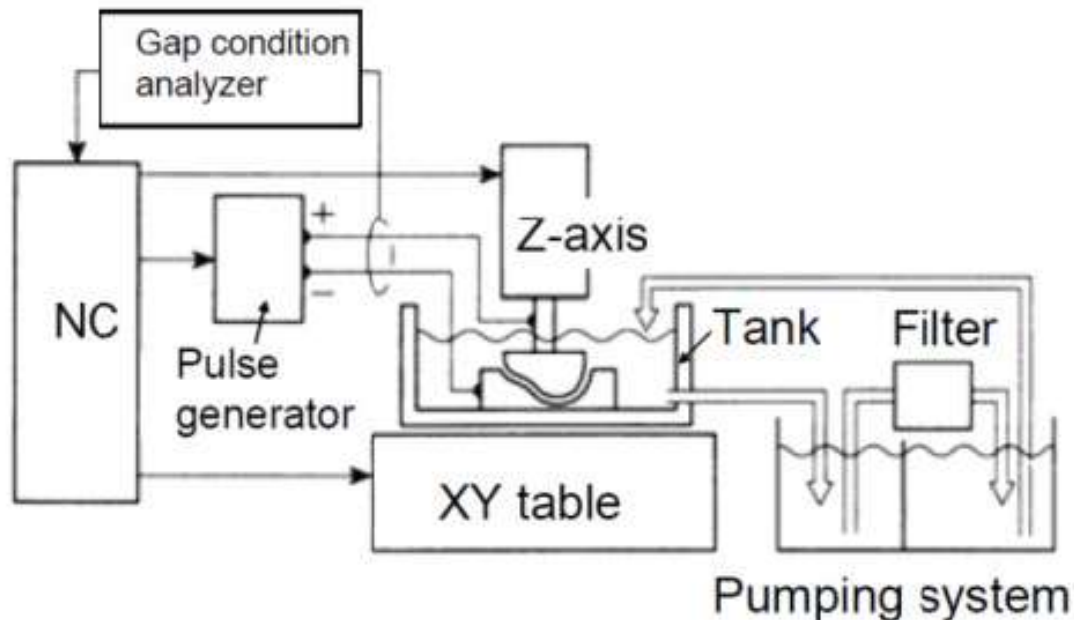 Gap condition
analyzer
+
Z-axis
NC
−
Pulse
generator
Tank
Filter
XY table
Pumping system